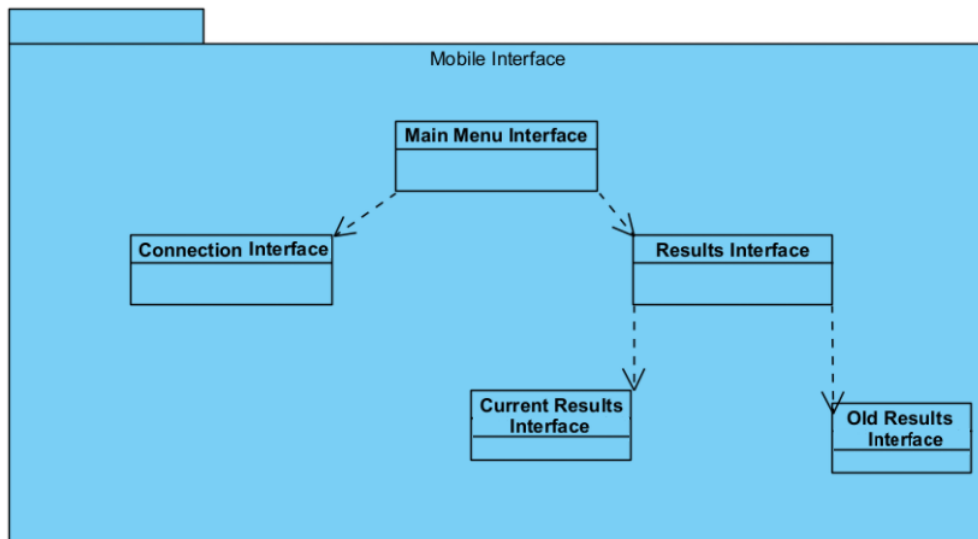 Mobile Interface
Main Menu Interface
Connection Interface
Results Interface
Current Results
Interface
Old Results
Interface